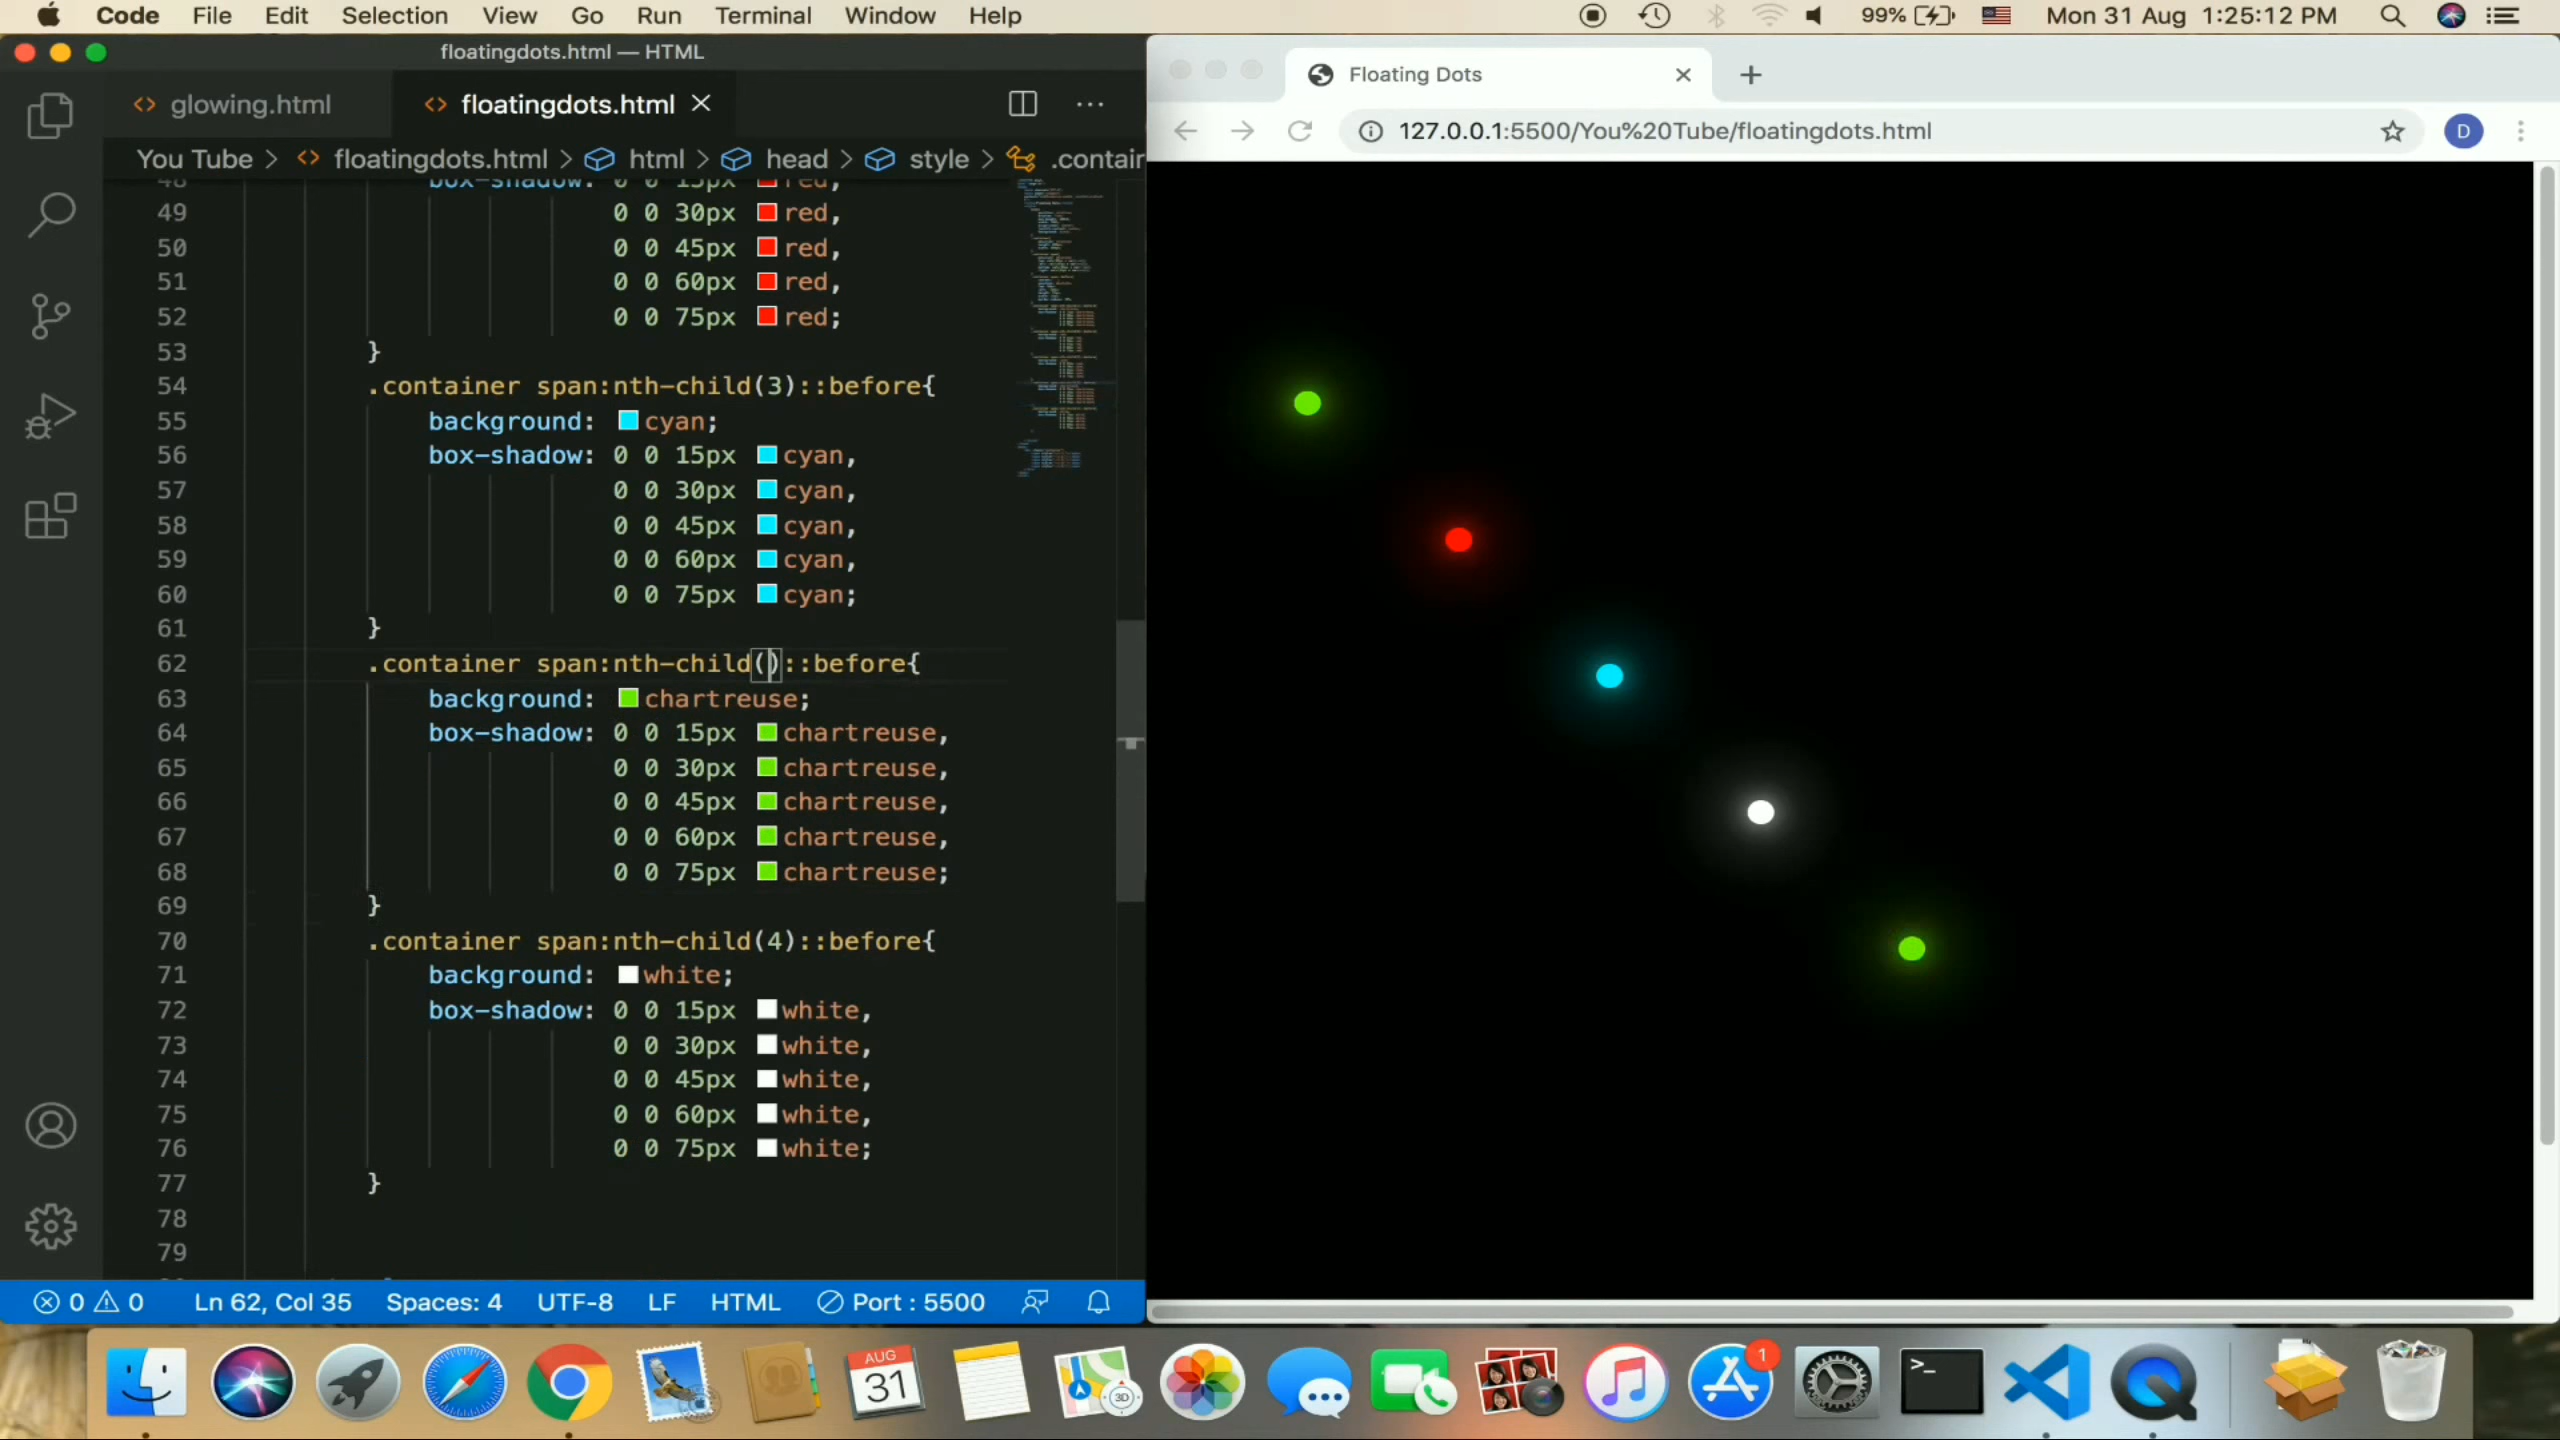 Code File Edit Selection View Go Run Terminal Window Help 99% Mon 31 Aug 1:25:12 PM
floatingdots.html — HTML
glowing.html floatingdots.html
You Tube > floatingdots.html > html > head > style > .contair
48 box-shadow: 0 0 15px red,
49 0 0 30px red,
50 0 0 45px red,
51 0 0 60px red,
52 0 0 75px red;
53 }
54 .container span:nth-child(3)::before{
55 background: cyan;
56 box-shadow: 0 0 15px cyan,
57 0 0 30px cyan,
58 0 0 45px cyan,
59 0 0 60px cyan,
60 0 0 75px cyan;
61 }
62 .container span:nth-child()::before{
63 background: chartreuse;
64 box-shadow: 0 0 15px chartreuse,
65 0 0 30px chartreuse,
66 0 0 45px chartreuse,
67 0 0 60px chartreuse,
68 0 0 75px chartreuse;
69 }
70 .container span:nth-child(4)::before{
71 background: white;
72 box-shadow: 0 0 15px white,
73 0 0 30px white,
74 0 0 45px white,
75 0 0 60px white,
76 0 0 75px white;
77 }
78
79
0 0 Ln 62, Col 35 Spaces: 4 UTF-8 LF HTML Port : 5500
Floating Dots
127.0.0.1:5500/You%20Tube/floatingdots.html
D
AUG
31
3D
1
>_